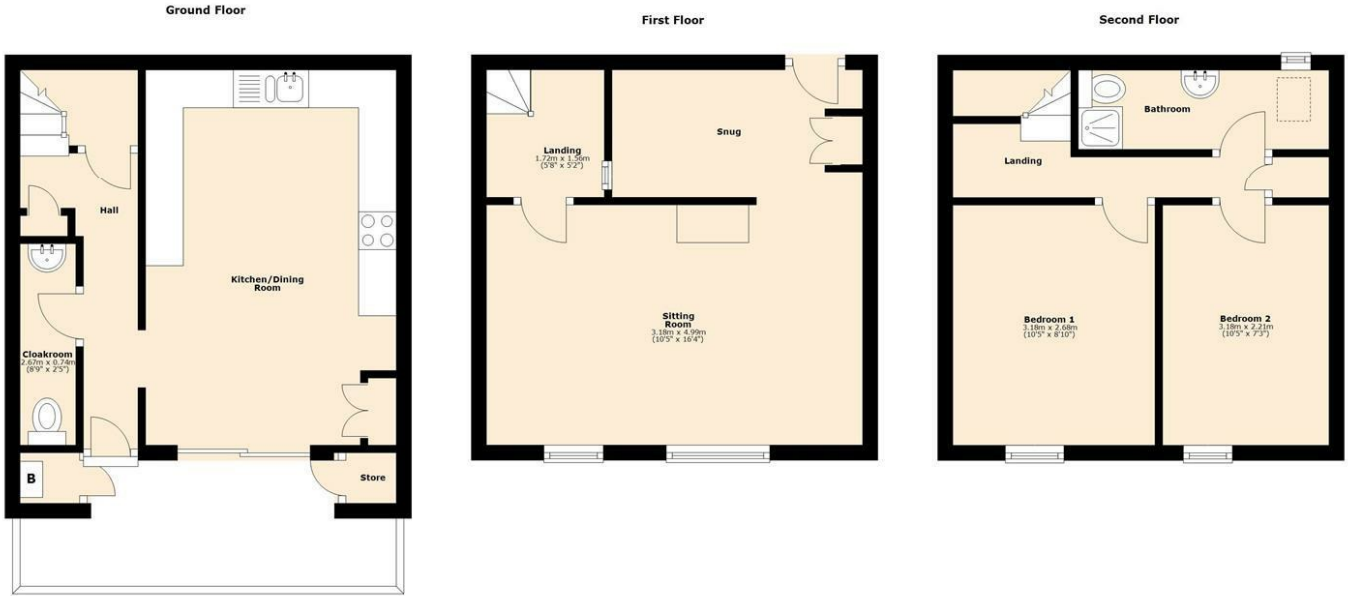 Ground Floor
Hall
Kitchen/Dining
Room
Cloakroom
2.67m x 0.74m
(8'9" x 2'5")
B
Store
First Floor
Landing
1.72m x 1.56m
(5'8" x 5'2")
Snug
Sitting
Room
3.18m x 4.99m
(10'5" x 16'4")
Second Floor
Bathroom
Landing
Bedroom 1
3.18m x 2.68m
(10'5" x 8'10")
Bedroom 2
3.18m x 2.21m
(10'5" x 7'3")